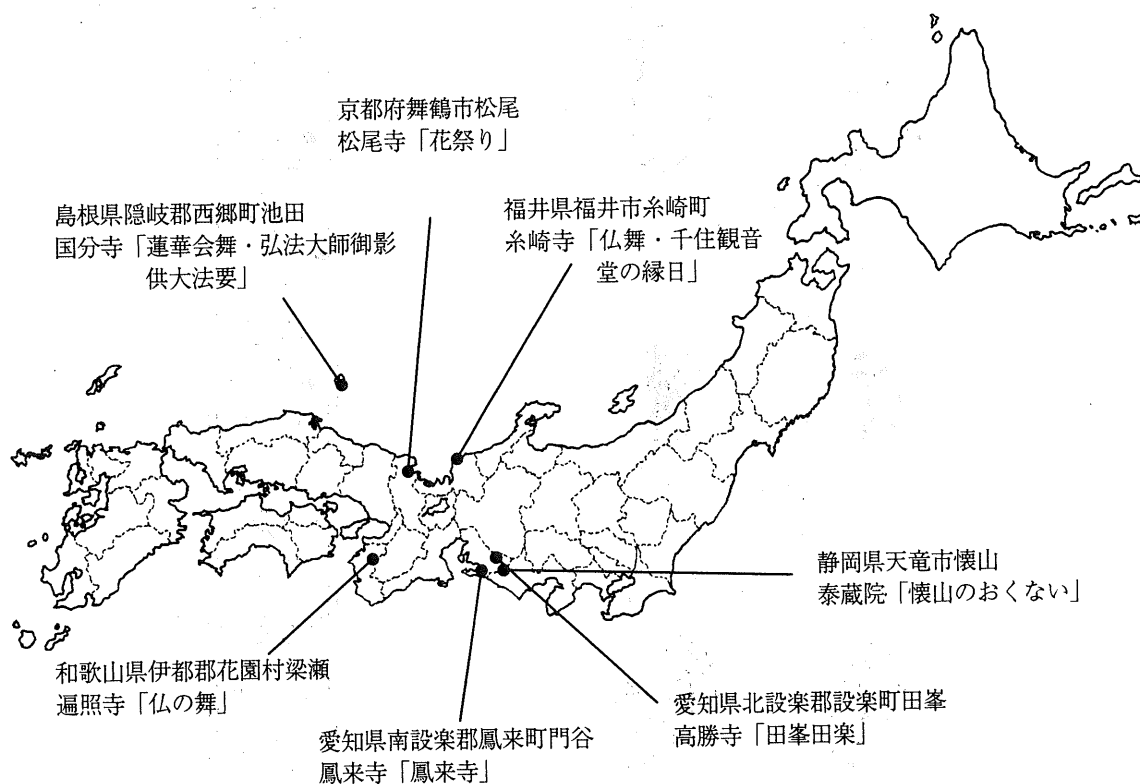 京都府舞鶴市松尾
松尾寺「花祭り」
島根県隠岐郡西郷町池田
国分寺「蓮華会舞・弘法大師御影
供大法要」
福井県福井市糸崎町
糸崎寺「仏舞・千住観音
堂の縁日」
静岡県天竜市懐山
泰蔵院「懐山のおくない」
和歌山県伊都郡花園村梁瀬
遍照寺「仏の舞」
愛知県北設楽郡設楽町田峯
高勝寺「田峯田楽」
愛知県南設楽郡鳳来町門谷
鳳来寺「鳳来寺」